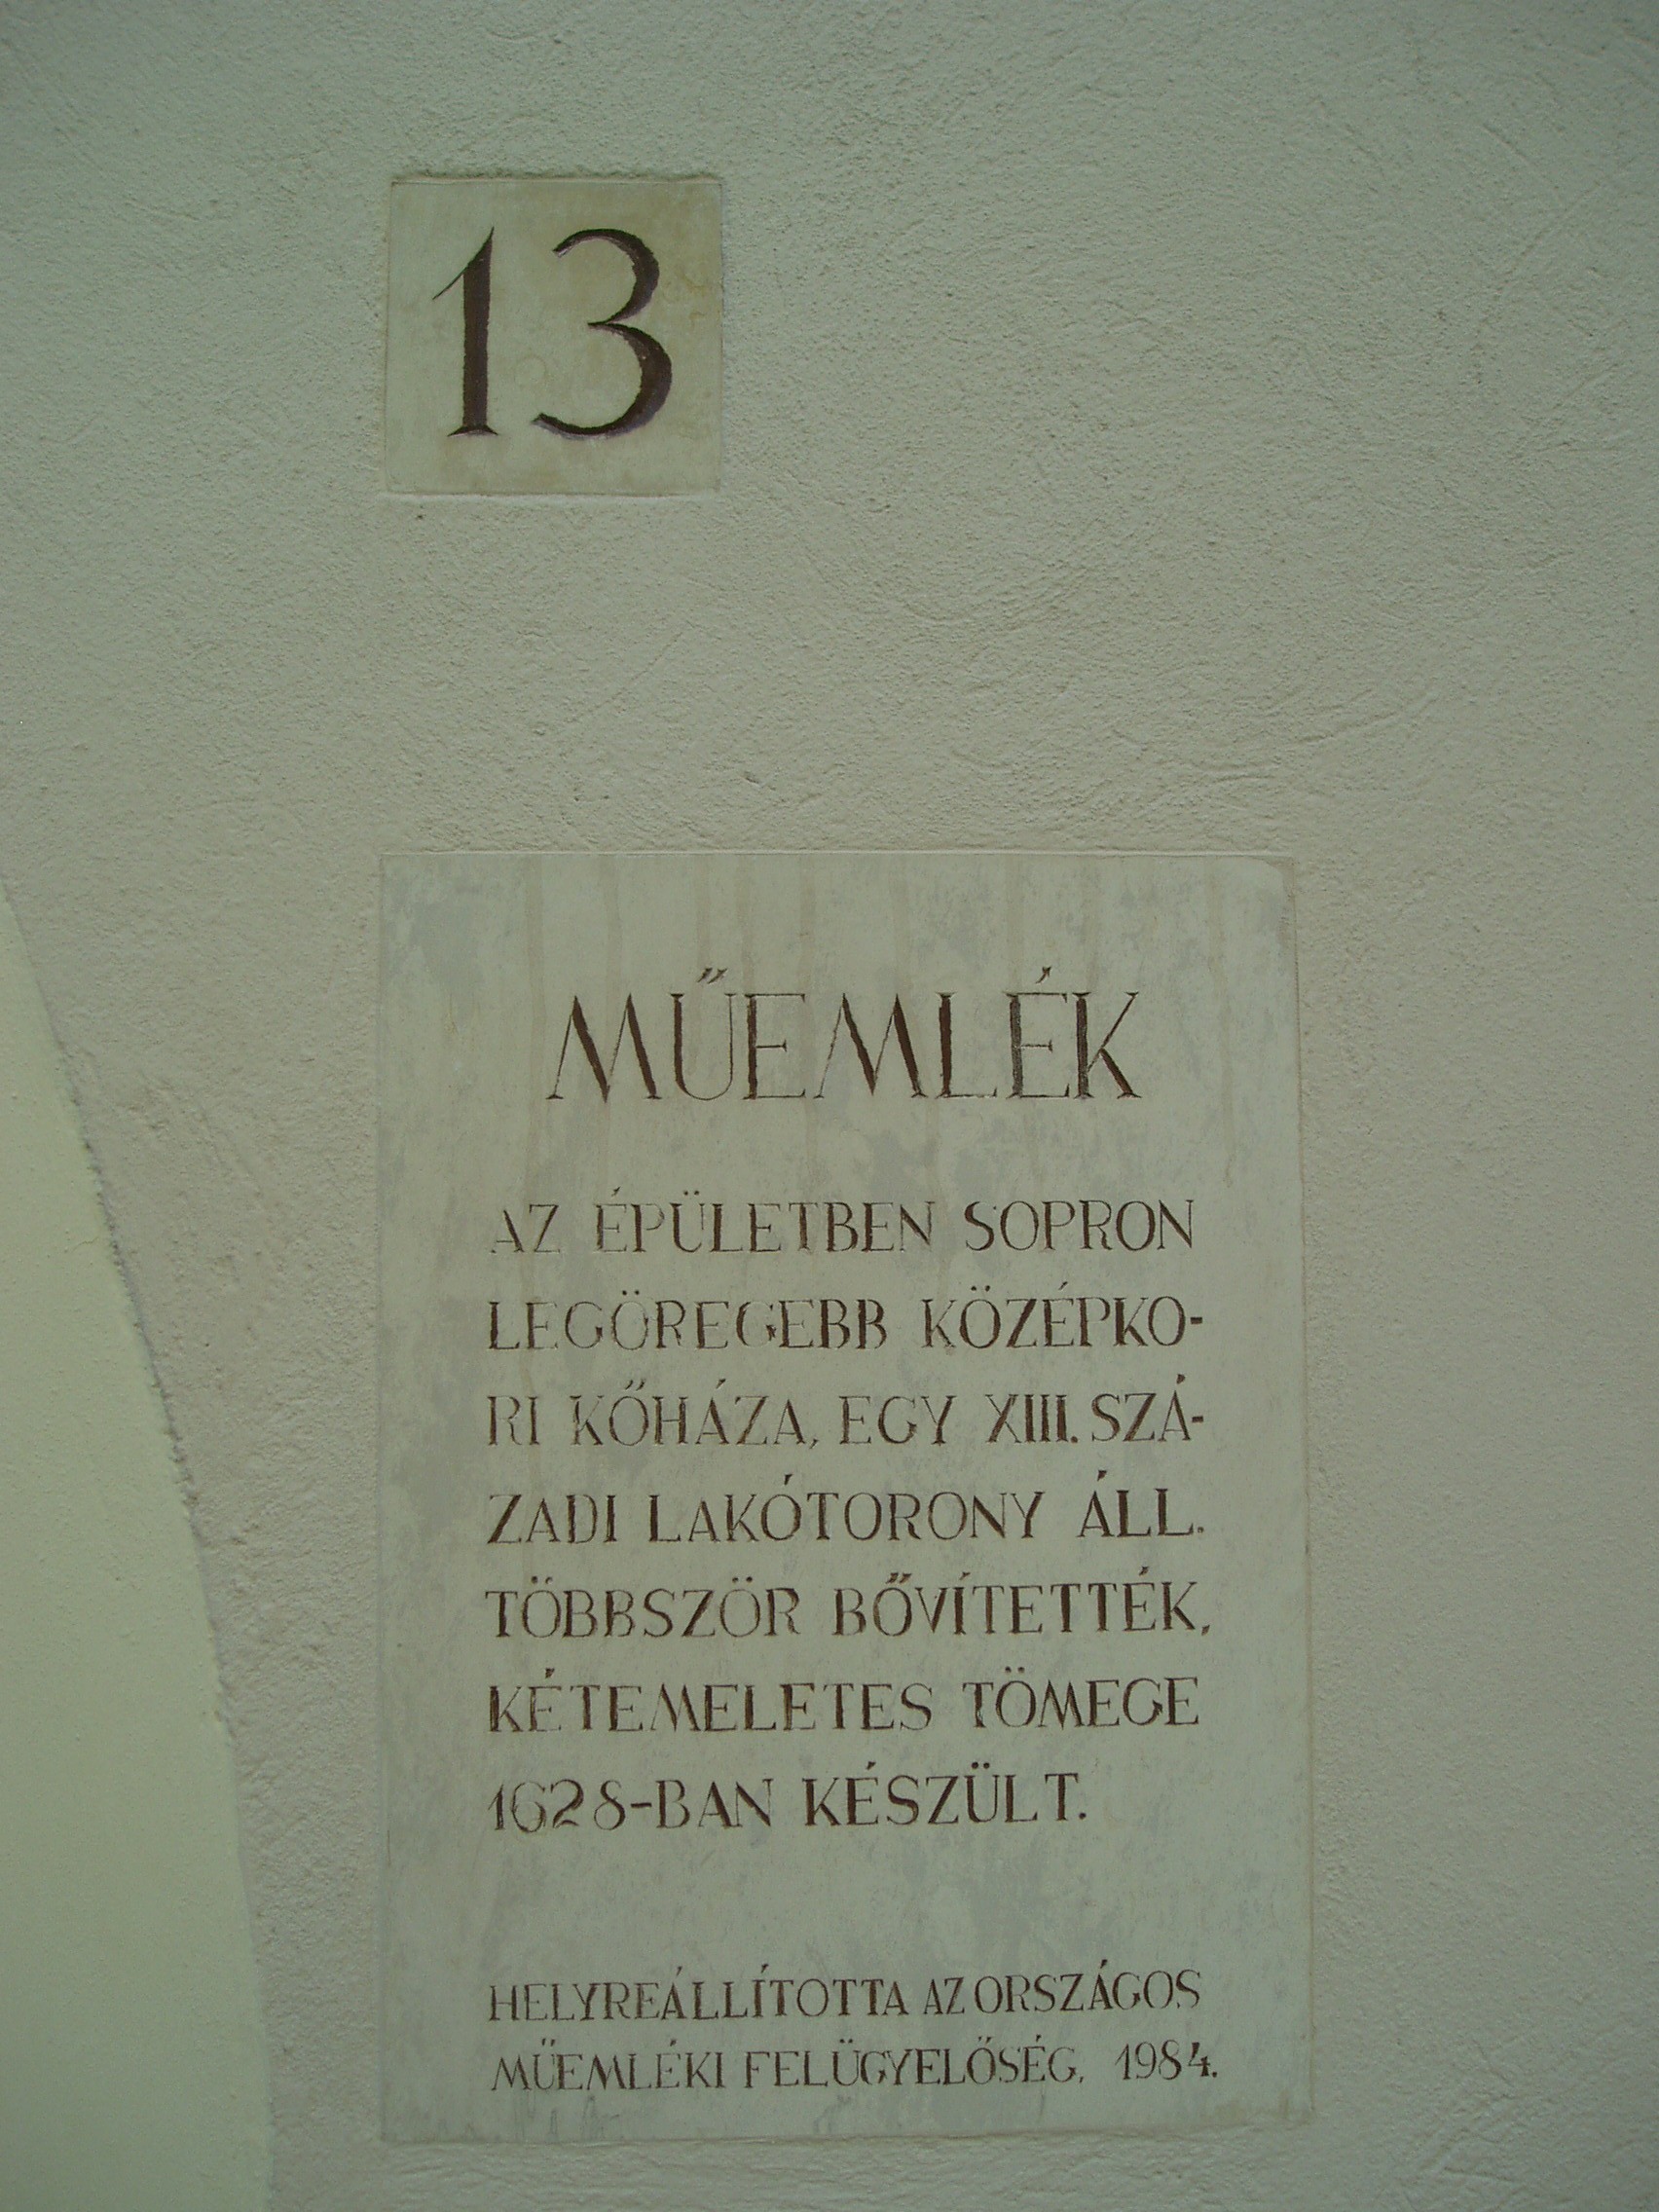 13
MŰEMLÉK
AZ ÉPÜLETBEN SOPRON
LEGÖREGEBB KÖZÉPKO-
RI KŐHÁZA, EGY XIII. SZÁ-
ZADI LAKÓTORONY ÁLL.
TÖBBSZÖR BŐVÍTETTÉK,
KÉTEMELETES TÖMEGE
1628-BAN KÉSZÜLT.
HELYREÁLLÍTOTTA AZ ORSZÁGOS
MŰEMLÉKI FELÜGYELŐSÉG, 1984.